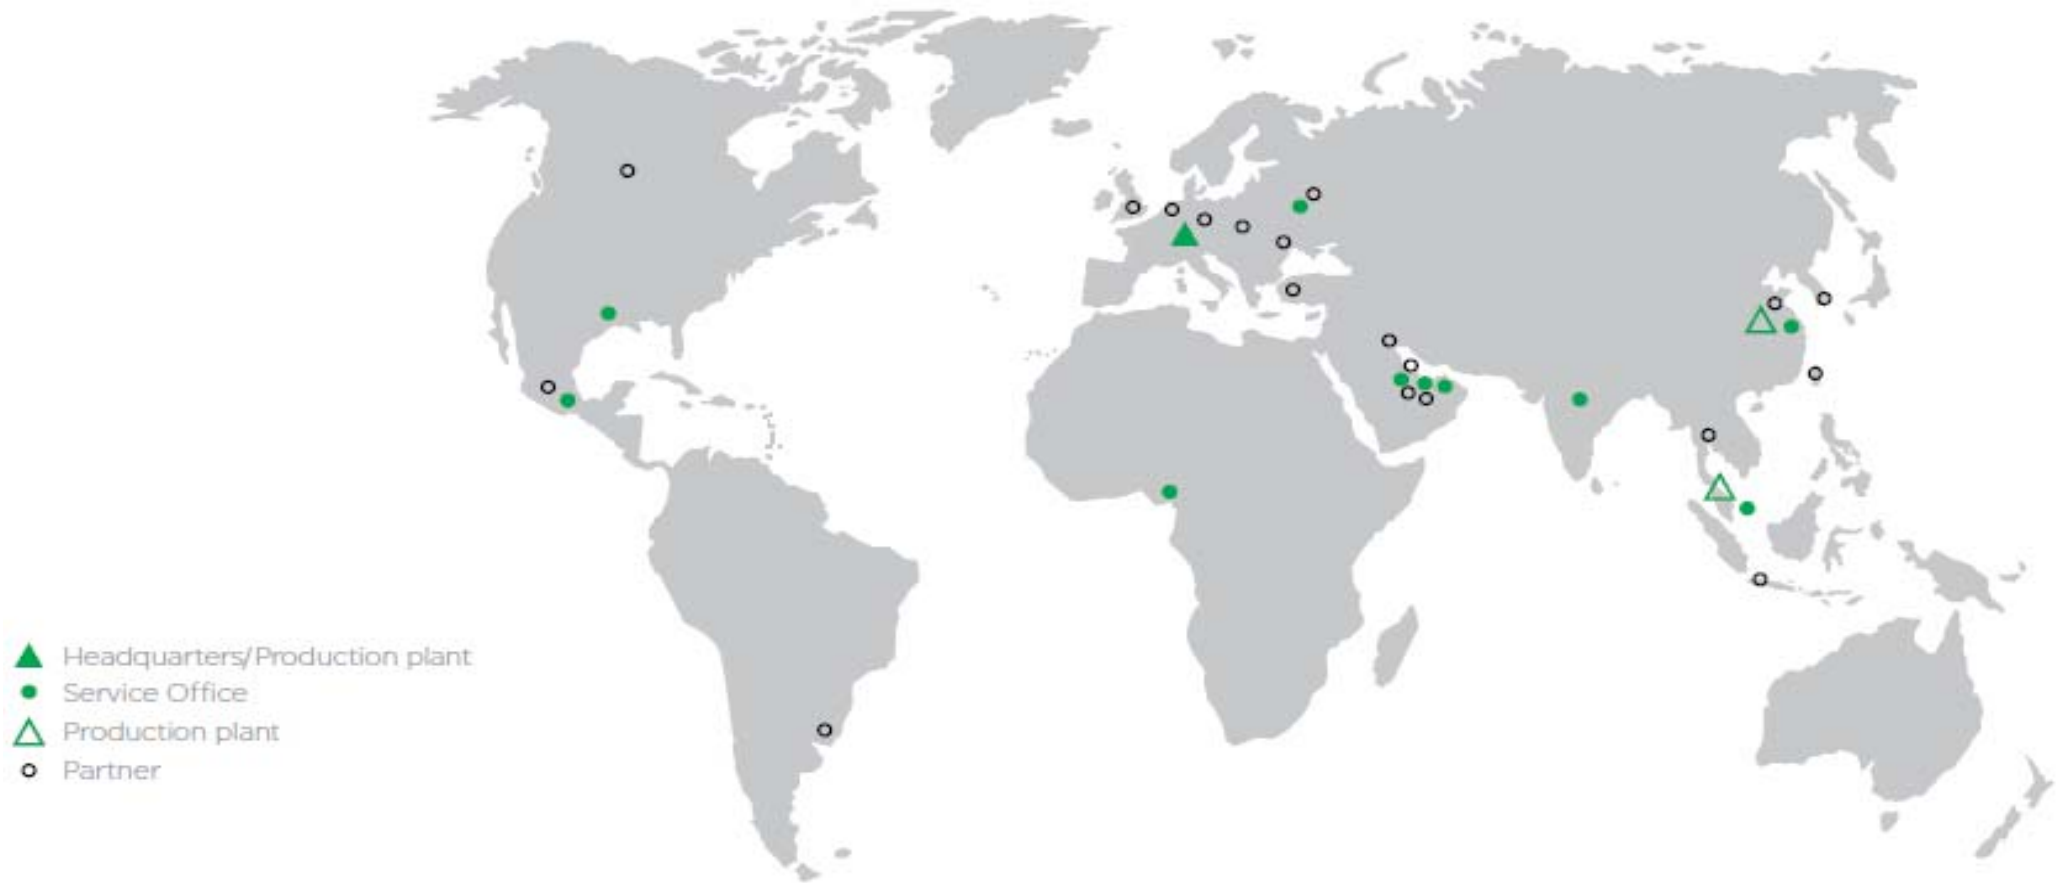 Headquarters/Production plant
Service Office
Production plant
Partner